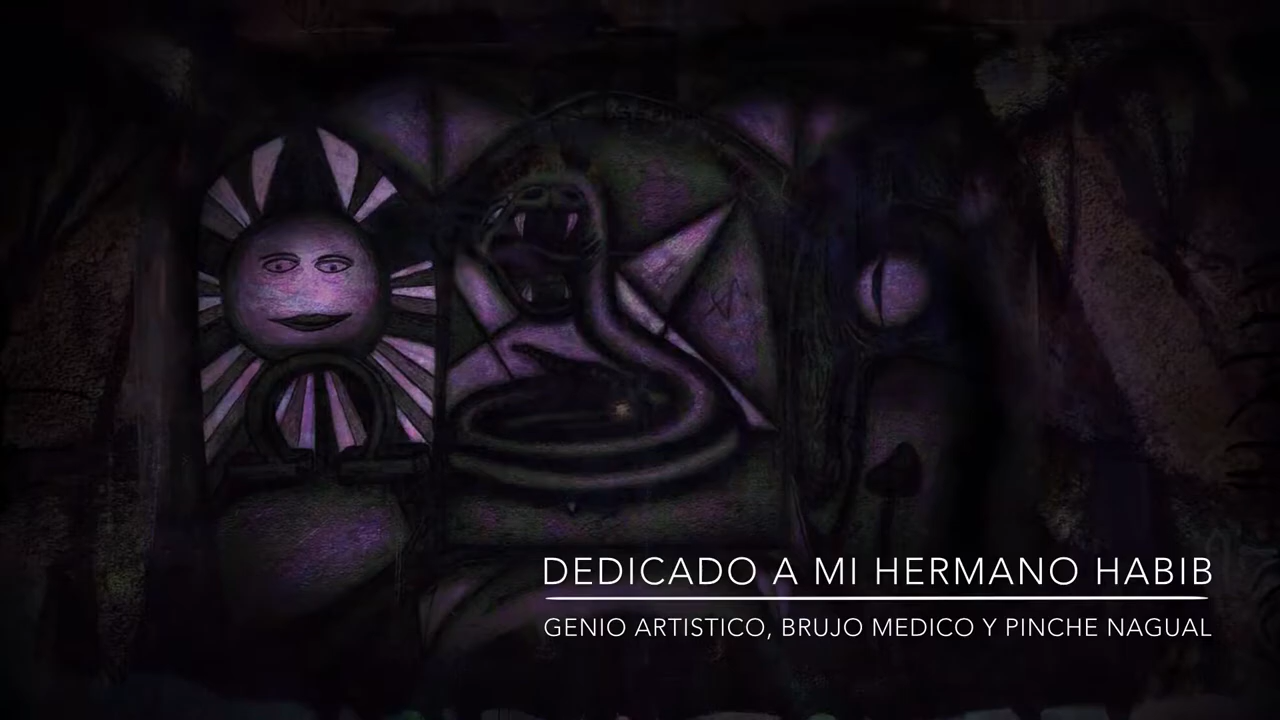 DEDICADO A MI HERMANO HABIB
GENIO ARTISTICO, BRUJO MEDICO Y PINCHE NAGUAL